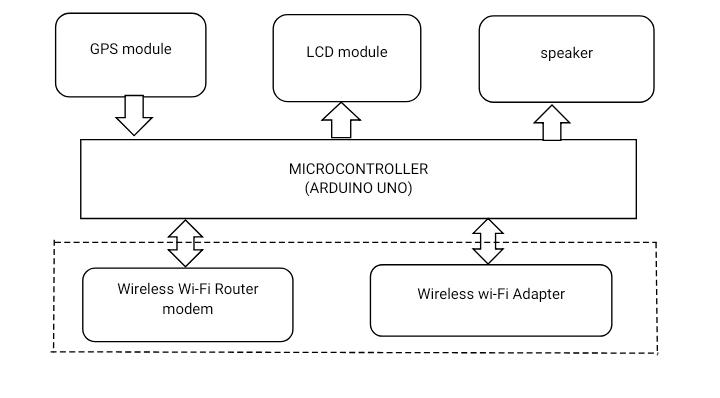 GPS module
LCD module
speaker
MICROCONTROLLER
(ARDUINO UNO)
Wireless Wi-Fi Router
modem
Wireless wi-Fi Adapter